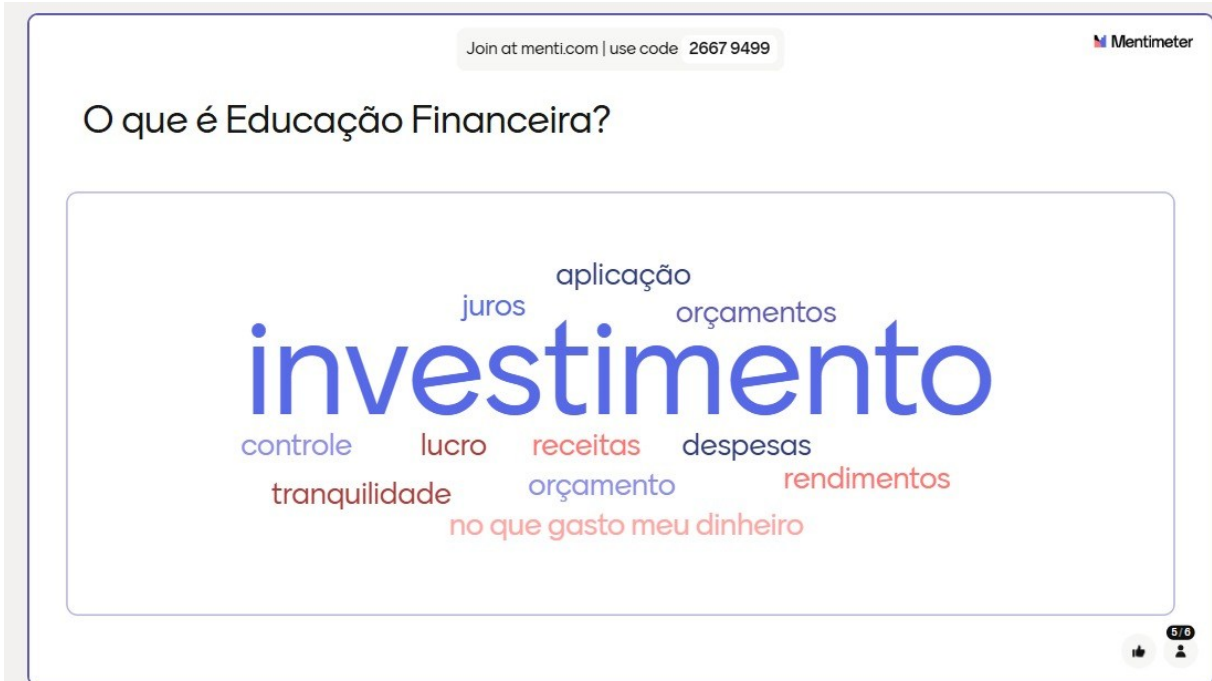 Join at menti.com | use code 2667 9499
Mentimeter
O que é Educação Financeira?
aplicação
juros
orçamentos
investimento
controle lucro receitas despesas
rendimentos
tranquilidade orçamento
no que gasto meu dinheiro
5/6